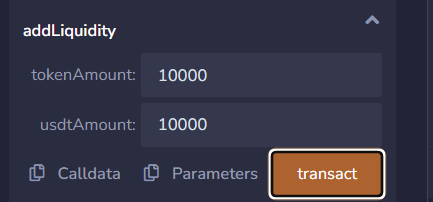 addLiquidity
tokenAmount: 10000
usdtAmount: 10000
Calldata Parameters transact